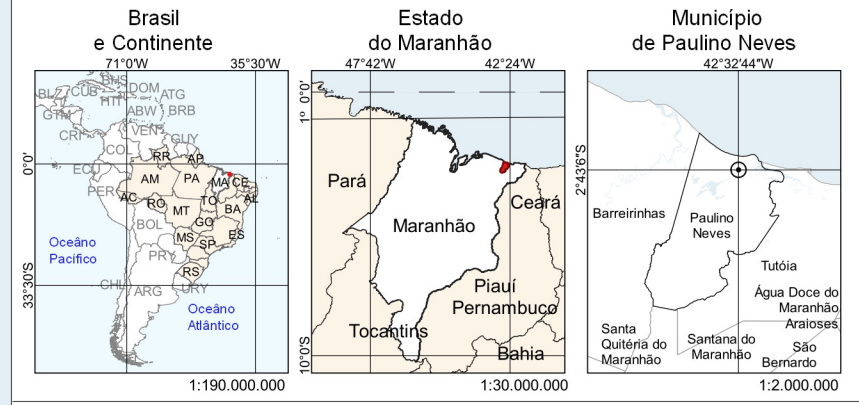 Brasil
e Continente
71°0'W
35°30'W
0°0'
33°30'S
BHS
BLZ
CUB
DOM
ATG
HTI
GTM
ABW
BRB
CRI
VEN
GUY
COL
RR
AP
ECU
AM
PA
MA
CE
PER
AC
RO
TO
AL
MT
BA
BOL
GO
MS
ES
SP
PRY
RS
CHL
ARG
URY
Oceâno
Pacífico
Oceâno
Atlântico
1:190.000.000
Estado
do Maranhão
47°42'W
42°24'W
1°0'0'
10°0'S
Pará
Ceará
Maranhão
Piauí
Pernambuco
Tocantins
Bahia
1:30.000.000
Município
de Paulino Neves
42°32'44"W
2°43'6"S
Barreirinhas
Paulino
Neves
Tutóia
Água Doce do
Maranhão
Araioses
Santa
Quitéria do
Maranhão
Santana do
Maranhão
São
Bernardo
1:2.000.000